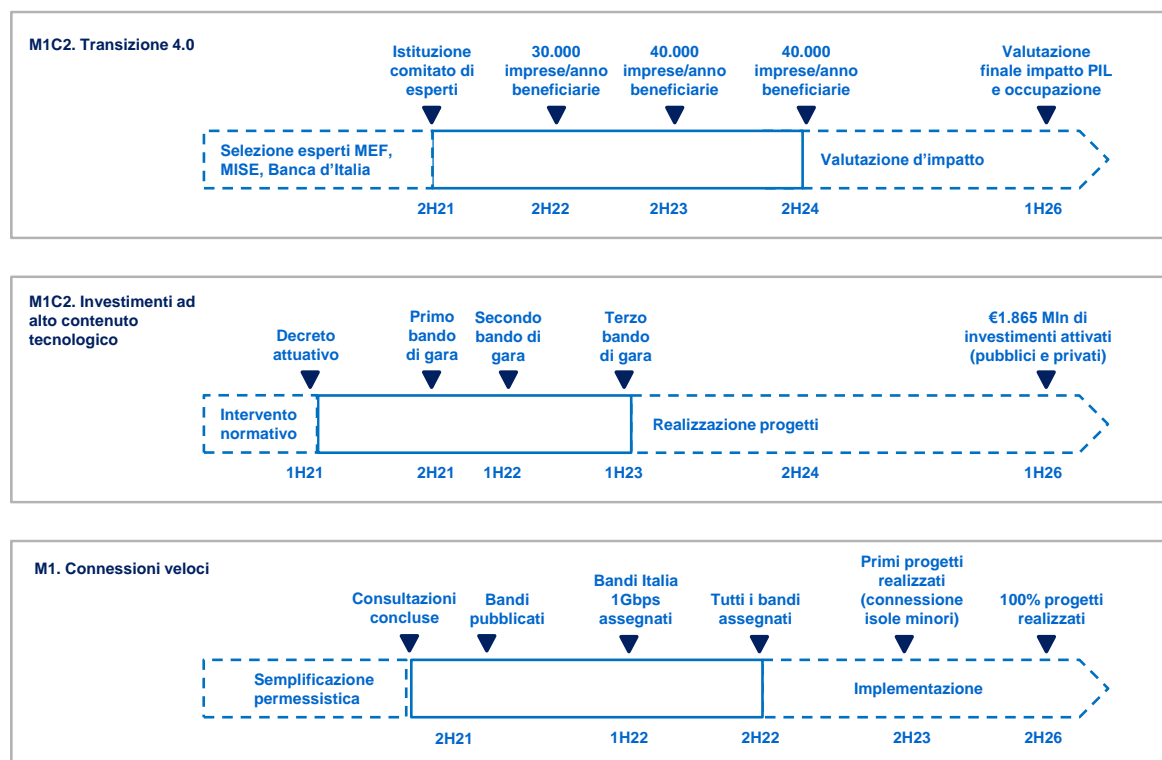 M1C2. Transizione 4.0
Istituzione
comitato di
esperti
30.000
imprese/anno
beneficiarie
40.000
imprese/anno
beneficiarie
40.000
imprese/anno
beneficiarie
Valutazione
finale impatto PIL
e occupazione
Selezione esperti MEF,
MISE, Banca d'Italia
Valutazione d'impatto
2H21
2H22
2H23
2H24
1H26
M1C2. Investimenti ad
alto contenuto
tecnologico
Decreto
attuativo
Primo
bando
di gara
Secondo
bando di
gara
Terzo
bando
di gara
€1.865 Mln di
investimenti attivati
(pubblici e privati)
Intervento
normativo
Realizzazione progetti
1H21
2H21
1H22
1H23
2H24
1H26
M1. Connessioni veloci
Consultazioni
concluse
Bandi
pubblicati
Bandi Italia
1Gbps
assegnati
Tutti i bandi
assegnati
Primi progetti
realizzati
(connessione
isole minori)
100% progetti
realizzati
Semplificazione
permessistica
Implementazione
2H21
1H22
2H22
2H23
2H26